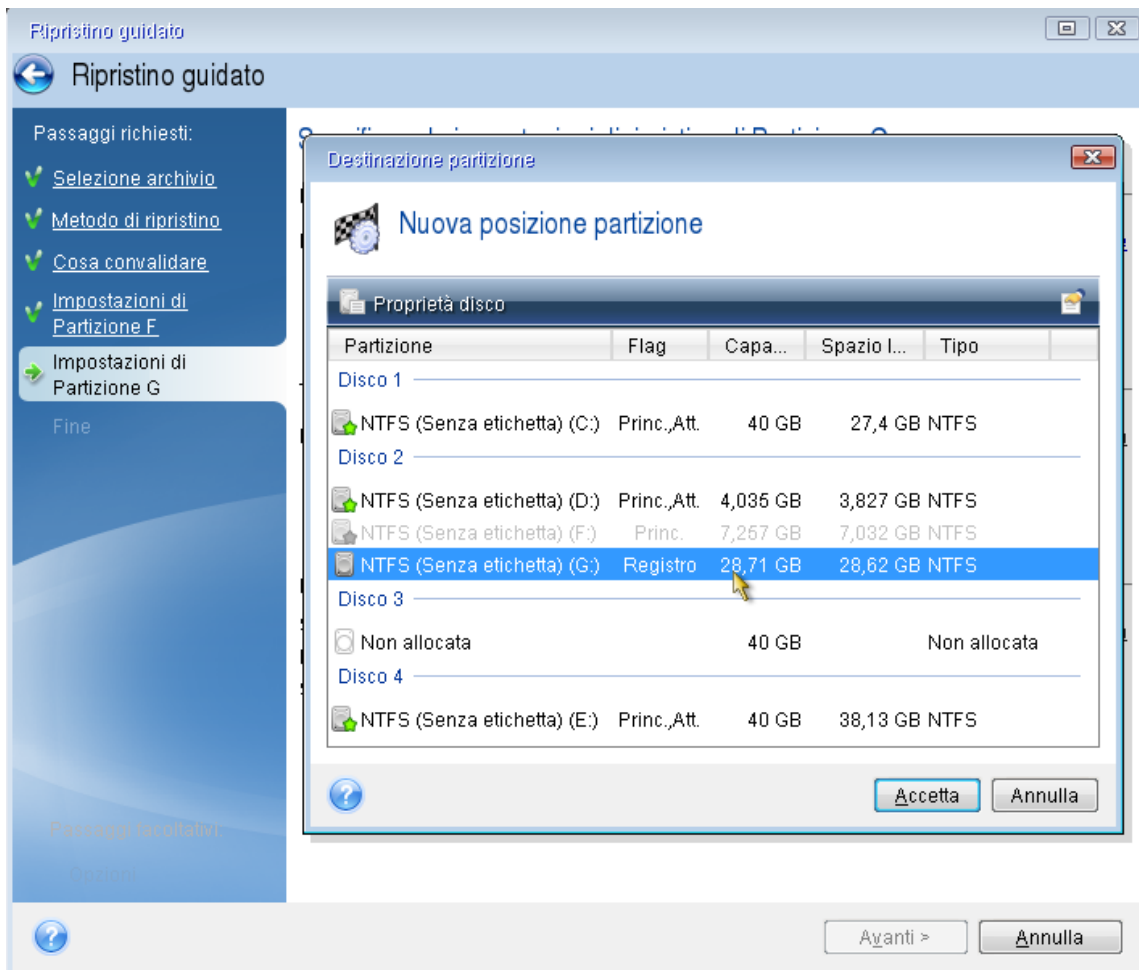 Ripristino guidato
Ripristino guidato
Passaggi richiesti:
Selezione archivio
Metodo di ripristino
Cosa convalidare
Impostazioni di
Partizione F
Impostazioni di
Partizione G
Fine
Passaggi facoltativi:
Opzioni
Destinazione partizione
Nuova posizione partizione
Proprietà disco
Partizione Flag Capa... Spazio l... Tipo
Disco 1
NTFS (Senza etichetta) (C:) Princ.,Att. 40 GB 27,4 GB NTFS
Disco 2
NTFS (Senza etichetta) (D:) Princ.,Att. 4,035 GB 3,827 GB NTFS
NTFS (Senza etichetta) (F:) Princ. 7,257 GB 7,032 GB NTFS
NTFS (Senza etichetta) (G:) Registro 28,71 GB 28,62 GB NTFS
Disco 3
Non allocata 40 GB Non allocata
Disco 4
NTFS (Senza etichetta) (E:) Princ.,Att. 40 GB 38,13 GB NTFS
Accetta Annulla
Avanti > Annulla